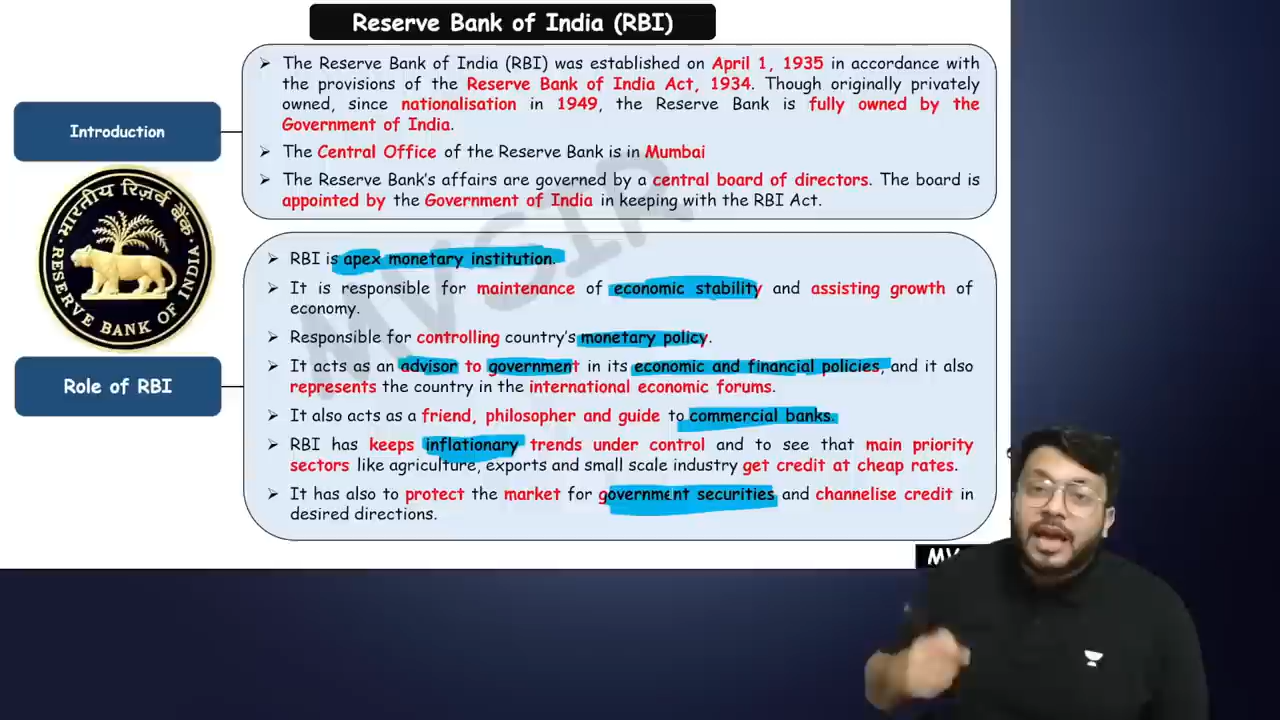 Reserve Bank of India (RBI)
The Reserve Bank of India (RBI) was established on April 1, 1935 in accordance with
the provisions of the Reserve Bank of India Act, 1934. Though originally privately
owned, since nationalisation in 1949, the Reserve Bank is fully owned by the
Government of India.
Introduction
The Central Office of the Reserve Bank is in Mumbai
The Reserve Bank's affairs are governed by a central board of directors. The board is
appointed by the Government of India in keeping with the RBI Act.
भारतीय रिज़र्व बैंक
RESERVE BANK OF INDIA
MVSIR
RBI is apex monetary institution.
It is responsible for maintenance of economic stability and assisting growth of
economy.
Responsible for controlling country's monetary policy.
It acts as an advisor to government in its economic and financial policies, and it also
represents the country in the international economic forums.
Role of RBI
It also acts as a friend, philosopher and guide to commercial banks.
RBI has keeps inflationary trends under control and to see that main priority
sectors like agriculture, exports and small scale industry get credit at cheap rates.
It has also to protect the market for government securities and channelise credit in
desired directions.